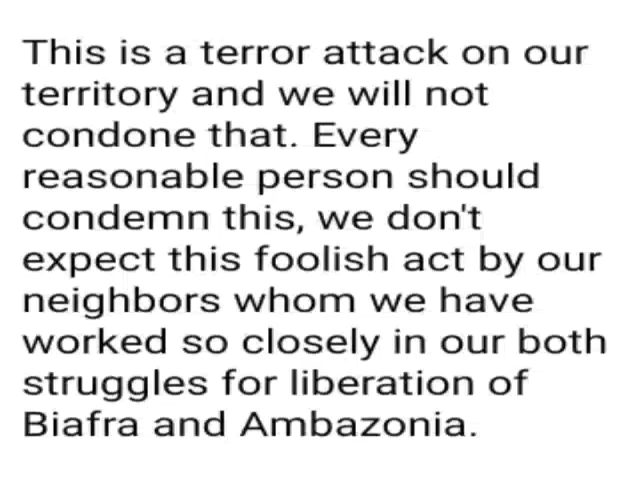 This is a terror attack on our
territory and we will not
condone that. Every
reasonable person should
condemn this, we don't
expect this foolish act by our
neighbors whom we have
worked so closely in our both
struggles for liberation of
Biafra and Ambazonia.